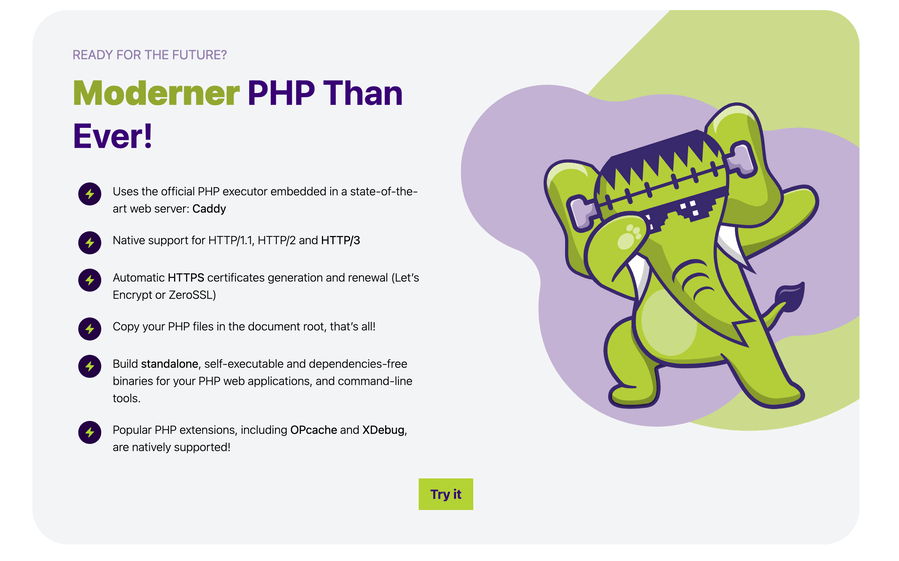 READY FOR THE FUTURE?
Moderner PHP Than
Ever!
Uses the official PHP executor embedded in a state-of-the-
art web server: Caddy
Native support for HTTP/1.1, HTTP/2 and HTTP/3
Automatic HTTPS certificates generation and renewal (Let's
Encrypt or ZeroSSL)
Copy your PHP files in the document root, that's all!
Build standalone, self-executable and dependencies-free
binaries for your PHP web applications, and command-line
tools.
Popular PHP extensions, including OPcache and XDebug,
are natively supported!
Try it